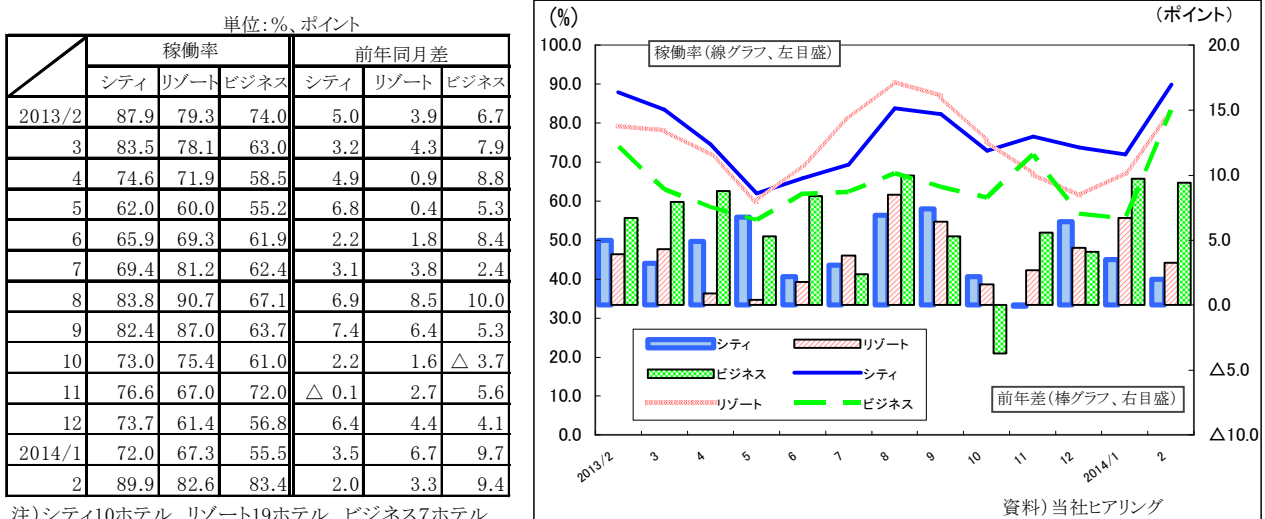 単位:%、ポイント
稼働率 前年同月差
シティ リゾート ビジネス シティ リゾート ビジネス
2013/2 87.9 79.3 74.0 5.0 3.9 6.7
3 83.5 78.1 63.0 3.2 4.3 7.9
4 74.6 71.9 58.5 4.9 0.9 8.8
5 62.0 60.0 55.2 6.8 0.4 5.3
6 65.9 69.3 61.9 2.2 1.8 8.4
7 69.4 81.2 62.4 3.1 3.8 2.4
8 83.8 90.7 67.1 6.9 8.5 10.0
9 82.4 87.0 63.7 7.4 6.4 5.3
10 73.0 75.4 61.0 2.2 1.6 △ 3.7
11 76.6 67.0 72.0 △ 0.1 2.7 5.6
12 73.7 61.4 56.8 6.4 4.4 4.1
2014/1 72.0 67.3 55.5 3.5 6.7 9.7
2 89.9 82.6 83.4 2.0 3.3 9.4
注)シティ10ホテル、リゾート19ホテル、ビジネス7ホテル
(%) (ポイント)
稼働率(線グラフ、左目盛)
100.0 20.0
90.0
80.0 15.0
70.0 10.0
60.0
50.0 5.0
40.0 0.0
30.0
20.0 △5.0
10.0
0.0 △10.0
シティ リゾート
ビジネス シティ
リゾート ビジネス
前年差(棒グラフ、右目盛)
2013/2 3 4 5 6 7 8 9 10 11 12 2014/1 2
資料)当社ヒアリング